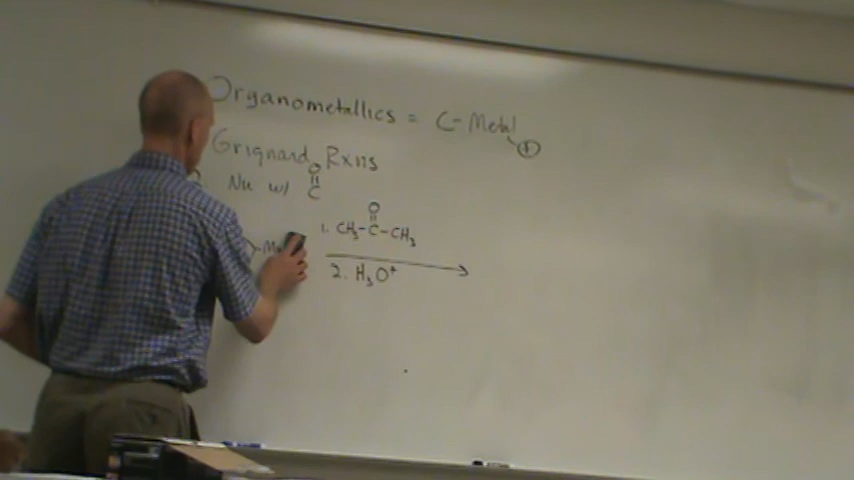 Organometallics = C-Metal
+
Grignard Rxns
Nu w/ C
O
1. CH3-C-CH3
O
2. H3O+